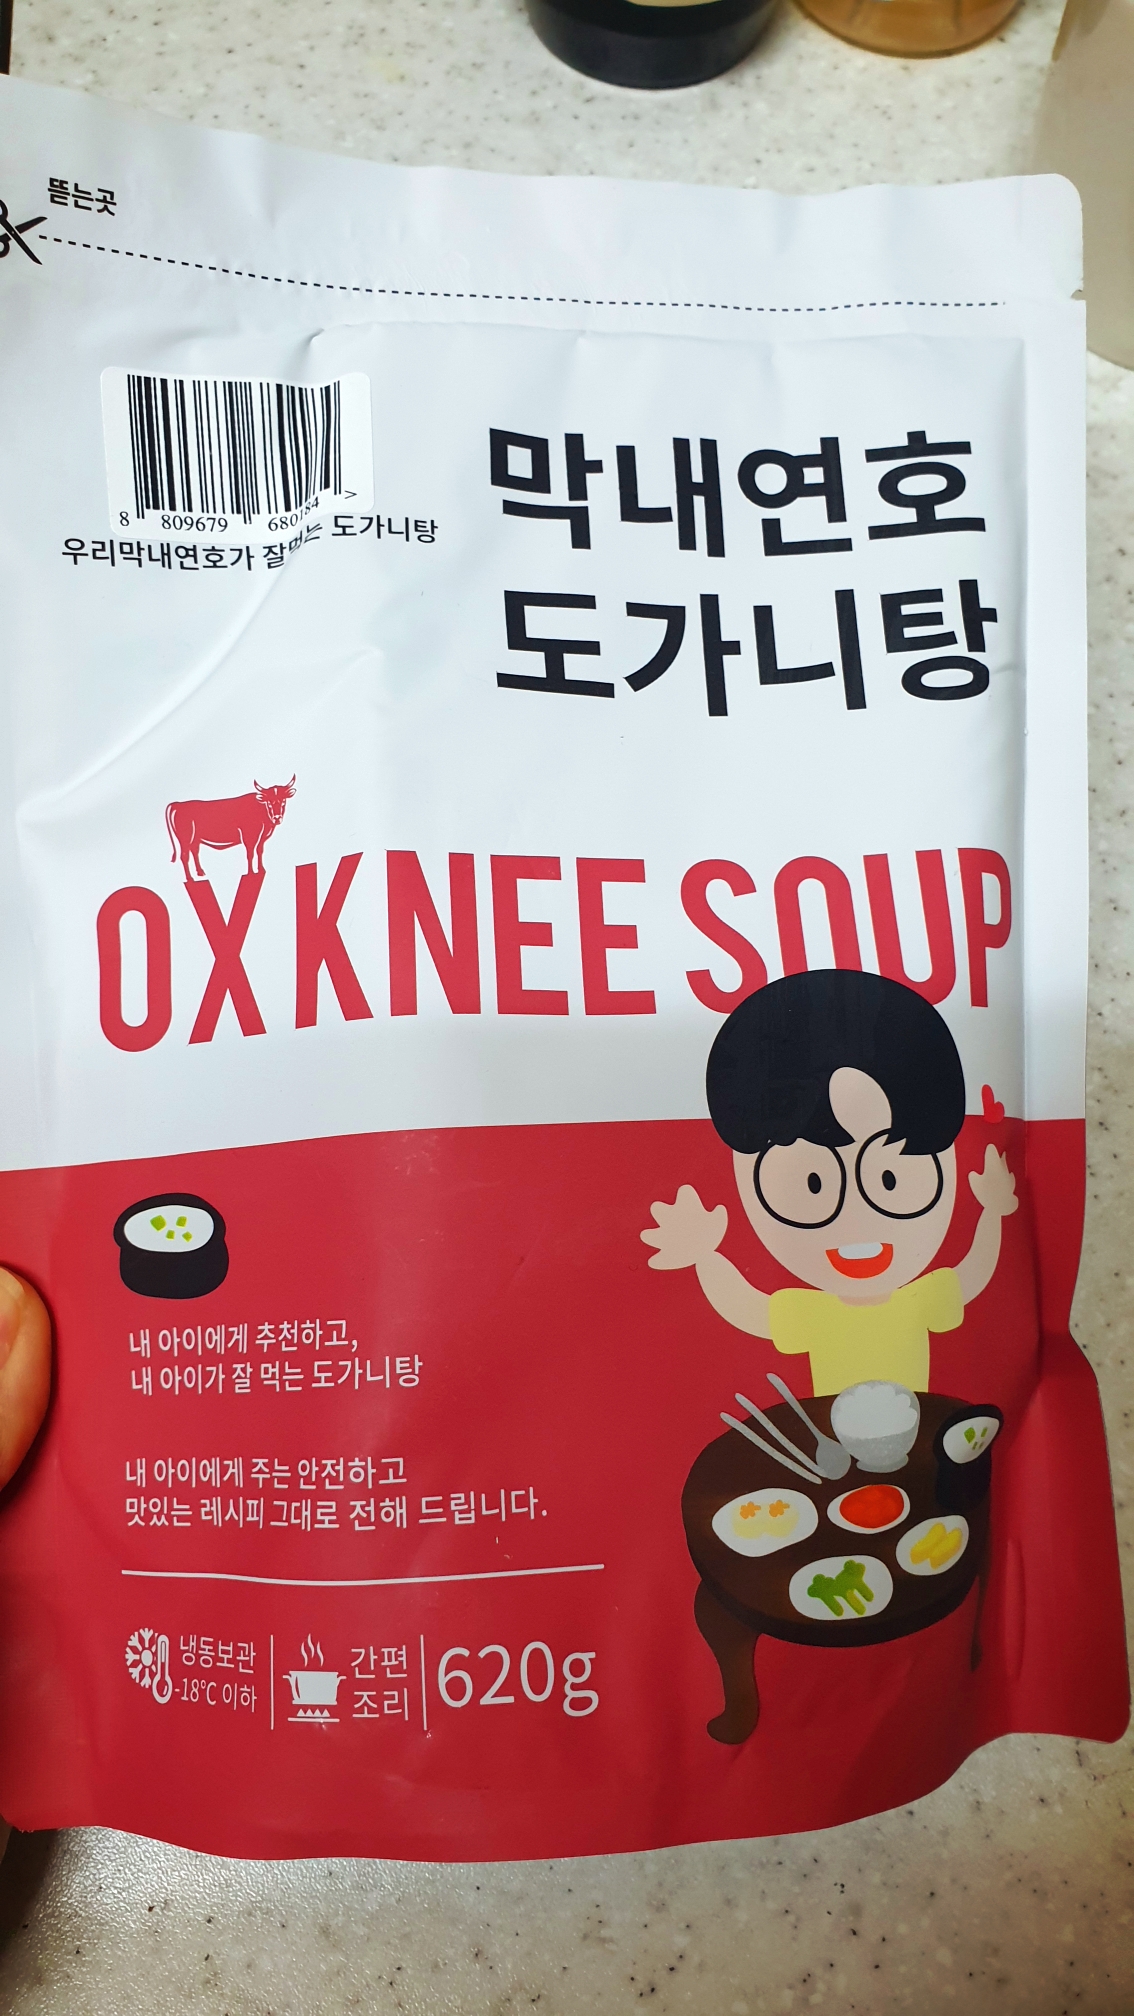 뜯는곳
8 809679 680184 >
우리막내연호가 잘먹는 도가니탕
막내연호
도가니탕
OX KNEE SOUP
내 아이에게 추천하고,
내 아이가 잘 먹는 도가니탕
내 아이에게 주는 안전하고
맛있는 레시피 그대로 전해 드립니다.
냉동보관
-18℃ 이하
간편
조리
620g